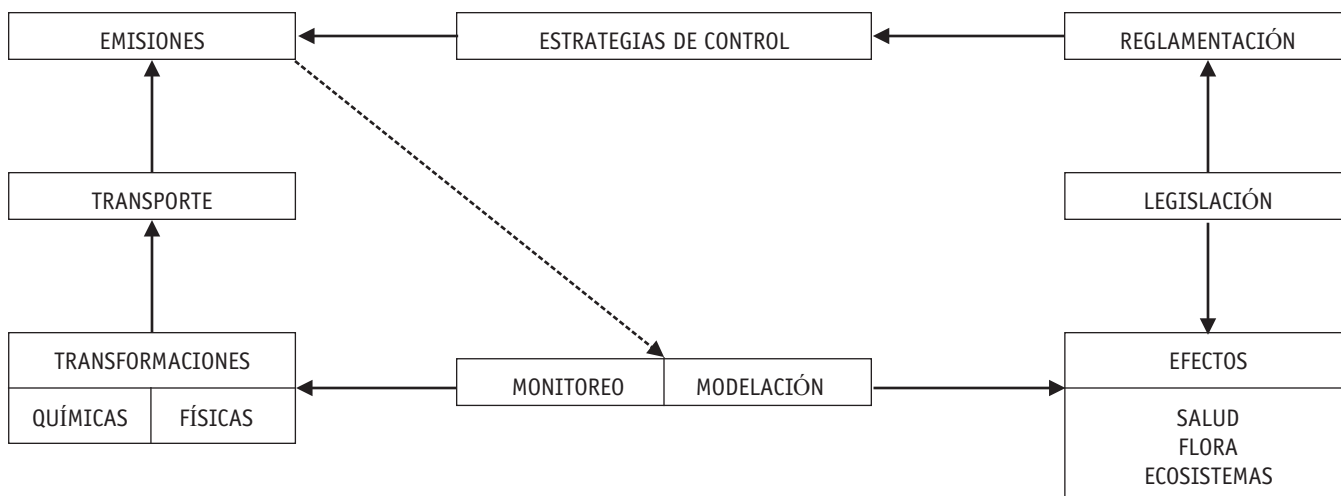 EMISIONES
ESTRATEGIAS DE CONTROL
REGLAMENTACIÓN
TRANSPORTE
LEGISLACIÓN
TRANSFORMACIONES
QUÍMICAS
FÍSICAS
MONITOREO
MODELACIÓN
EFECTOS
SALUD
FLORA
ECOSISTEMAS